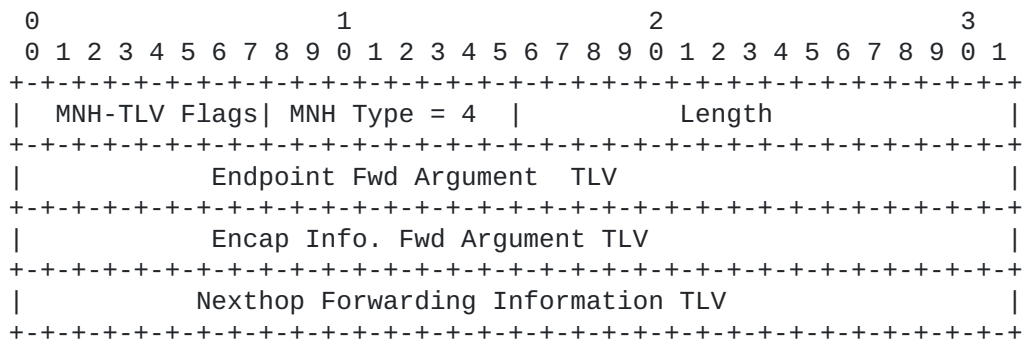 0                   1                   2                   3
 0 1 2 3 4 5 6 7 8 9 0 1 2 3 4 5 6 7 8 9 0 1 2 3 4 5 6 7 8 9 0 1
+-+-+-+-+-+-+-+-+-+-+-+-+-+-+-+-+-+-+-+-+-+-+-+-+-+-+-+-+-+-+-+-+
|  MNH-TLV Flags| MNH Type = 4  |          Length               |
+-+-+-+-+-+-+-+-+-+-+-+-+-+-+-+-+-+-+-+-+-+-+-+-+-+-+-+-+-+-+-+-+
|            Endpoint Fwd Argument  TLV                         |
+-+-+-+-+-+-+-+-+-+-+-+-+-+-+-+-+-+-+-+-+-+-+-+-+-+-+-+-+-+-+-+-+
|            Encap Info. Fwd Argument TLV                       |
+-+-+-+-+-+-+-+-+-+-+-+-+-+-+-+-+-+-+-+-+-+-+-+-+-+-+-+-+-+-+-+-+
|           Nexthop Forwarding Information TLV                  |
+-+-+-+-+-+-+-+-+-+-+-+-+-+-+-+-+-+-+-+-+-+-+-+-+-+-+-+-+-+-+-+-+